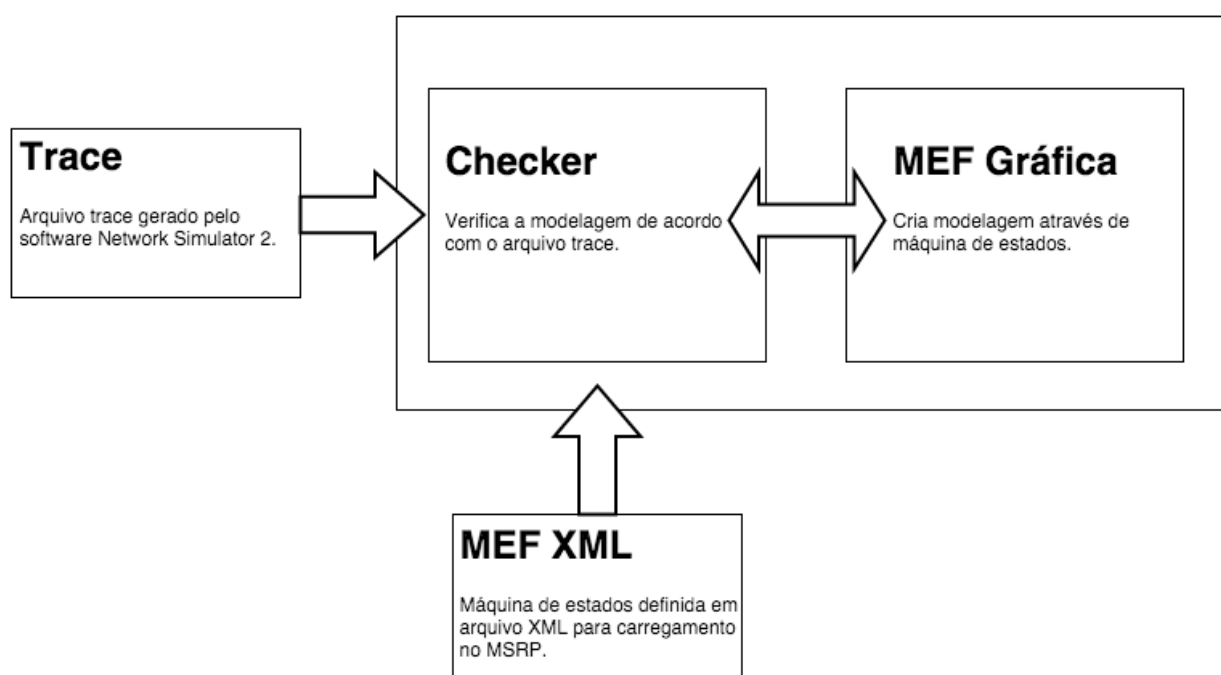 Trace
Arquivo trace gerado pelo
software Network Simulator 2.
Checker
Verifica a modelagem de acordo
com o arquivo trace.
MEF Gráfica
Cria modelagem através de
máquina de estados.
MEF XML
Máquina de estados definida em
arquivo XML para carregamento
no MSRP.